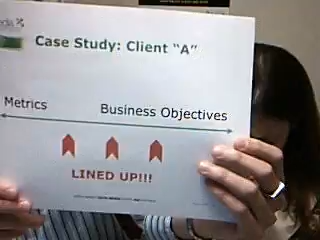 Case Study: Client “A”
Metrics
Business Objectives
LINED UP!!!